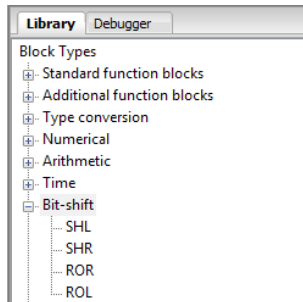 Library Debugger
Block Types
Standard function blocks
Additional function blocks
Type conversion
Numerical
Arithmetic
Time
Bit-shift
SHL
SHR
ROR
ROL